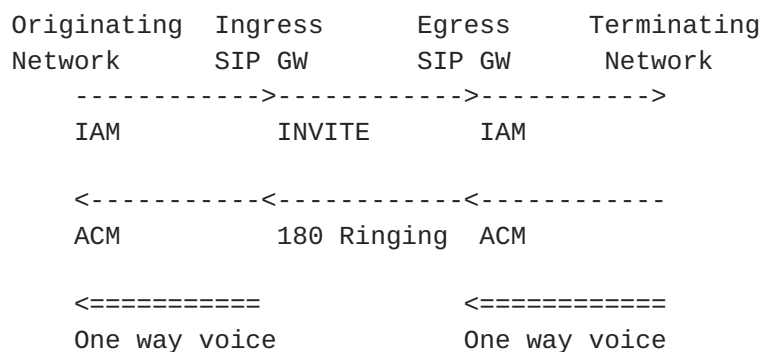 Originating  Ingress      Egress     Terminating
Network      SIP GW      SIP GW      Network
------------>------------>----------->
IAM          INVITE       IAM
<-----------<------------<------------
ACM          180 Ringing  ACM
<===========             <============
One way voice            One way voice